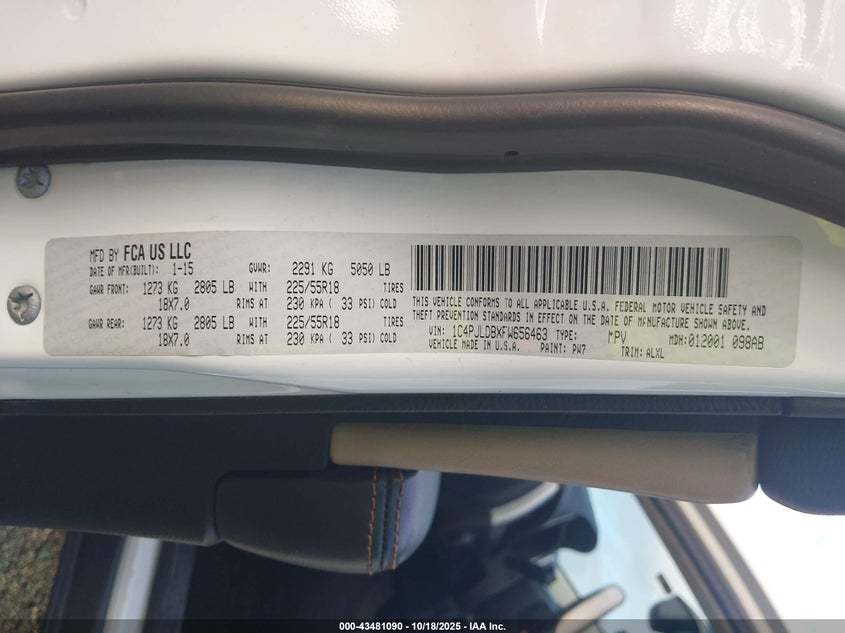 MFD BY FCA US LLC
DATE OF MFR(BUILT): 1-15 GVWR: 2291 KG 5050 LB
GAWR FRONT: 1273 KG 2805 LB WITH 225/55R18 TIRES
18X7.0 RIMS AT 230 KPA ( 33 PSI) COLD
GAWR REAR: 1273 KG 2805 LB WITH 225/55R18 TIRES
18X7.0 RIMS AT 230 KPA ( 33 PSI) COLD
THIS VEHICLE CONFORMS TO ALL APPLICABLE U.S.A. FEDERAL MOTOR VEHICLE SAFETY AND
THEFT PREVENTION STANDARDS IN EFFECT ON THE DATE OF MANUFACTURE SHOWN ABOVE.
VIN: 1C4PJLDBXFW656463 TYPE: MPV MDH:012001 098AB
VEHICLE MADE IN U.S.A. PAINT: PW7 TRIM: ALXL
000-43481090 - 10/18/2025 - IAA Inc.